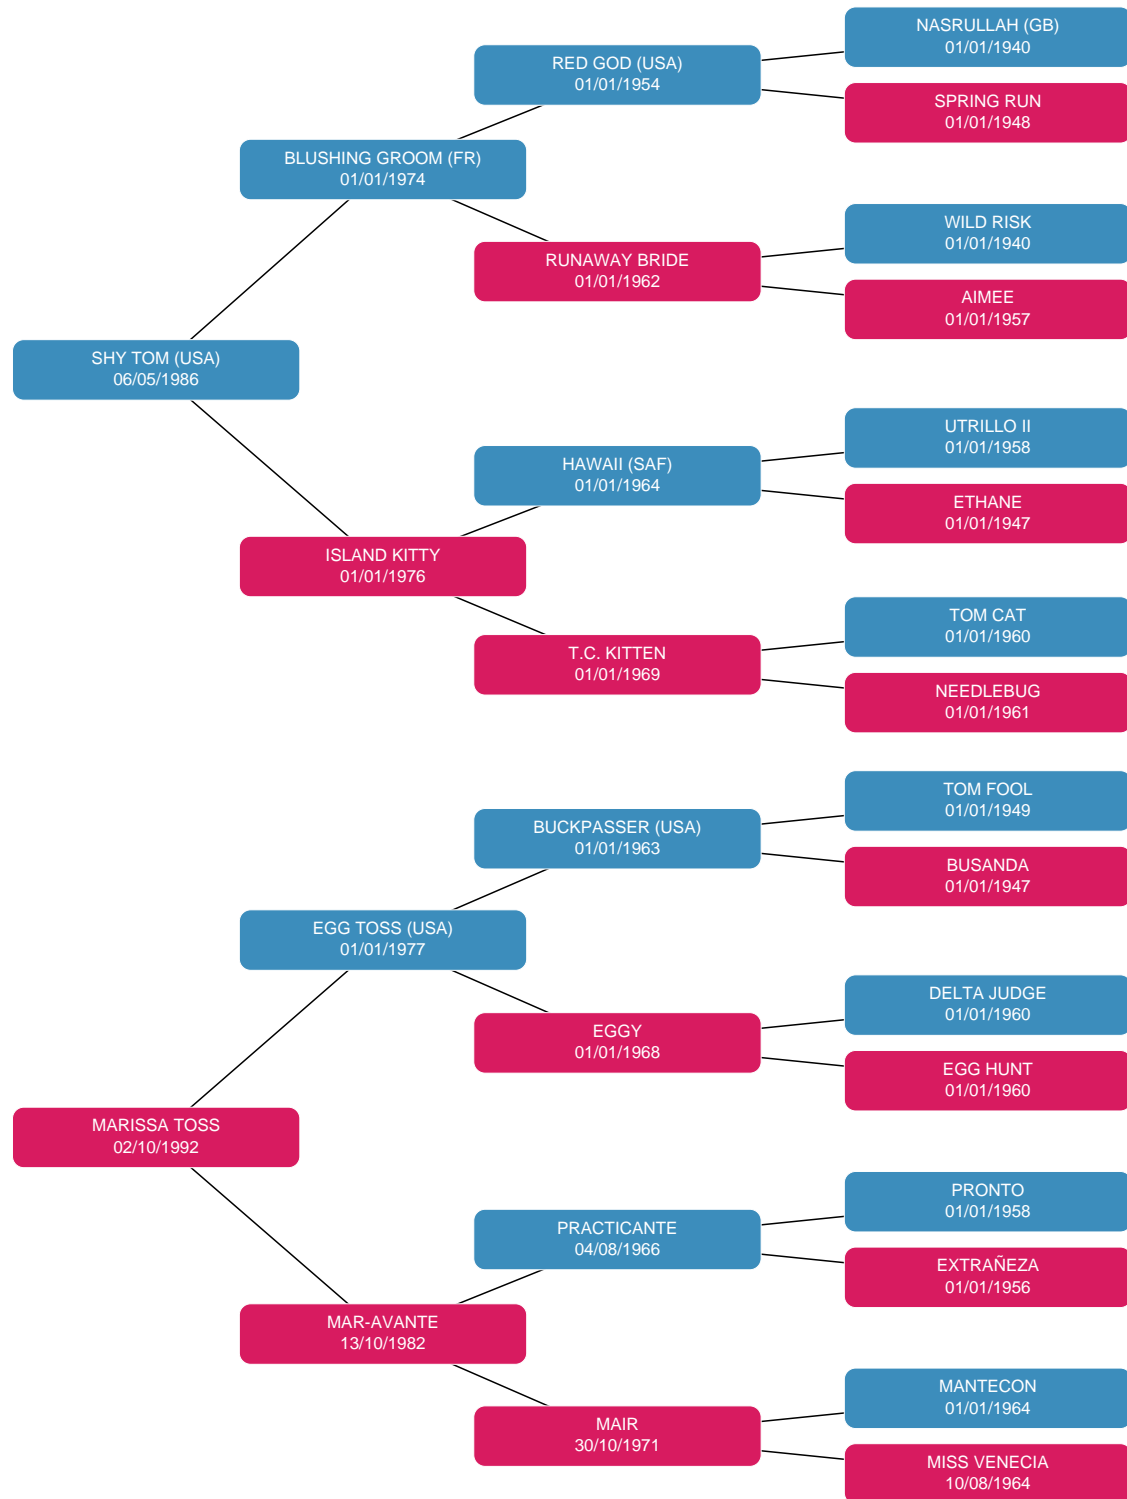 NASRULLAH (GB)
01/01/1940
RED GOD (USA)
01/01/1954
SPRING RUN
01/01/1948
BLUSHING GROOM (FR)
01/01/1974
WILD RISK
01/01/1940
RUNAWAY BRIDE
01/01/1962
AIMEE
01/01/1957
SHY TOM (USA)
06/05/1986
UTRILLO II
01/01/1958
HAWAII (SAF)
01/01/1964
ETHANE
01/01/1947
ISLAND KITTY
01/01/1976
TOM CAT
01/01/1960
T.C. KITTEN
01/01/1969
NEEDLEBUG
01/01/1961
TOM FOOL
01/01/1949
BUCKPASSER (USA)
01/01/1963
BUSANDA
01/01/1947
EGG TOSS (USA)
01/01/1977
DELTA JUDGE
01/01/1960
EGGY
01/01/1968
EGG HUNT
01/01/1960
MARISSA TOSS
02/10/1992
PRONTO
01/01/1958
PRACTICANTE
04/08/1966
EXTRAÑEZA
01/01/1956
MAR-AVANTE
13/10/1982
MANTECON
01/01/1964
MAIR
30/10/1971
MISS VENECIA
10/08/1964